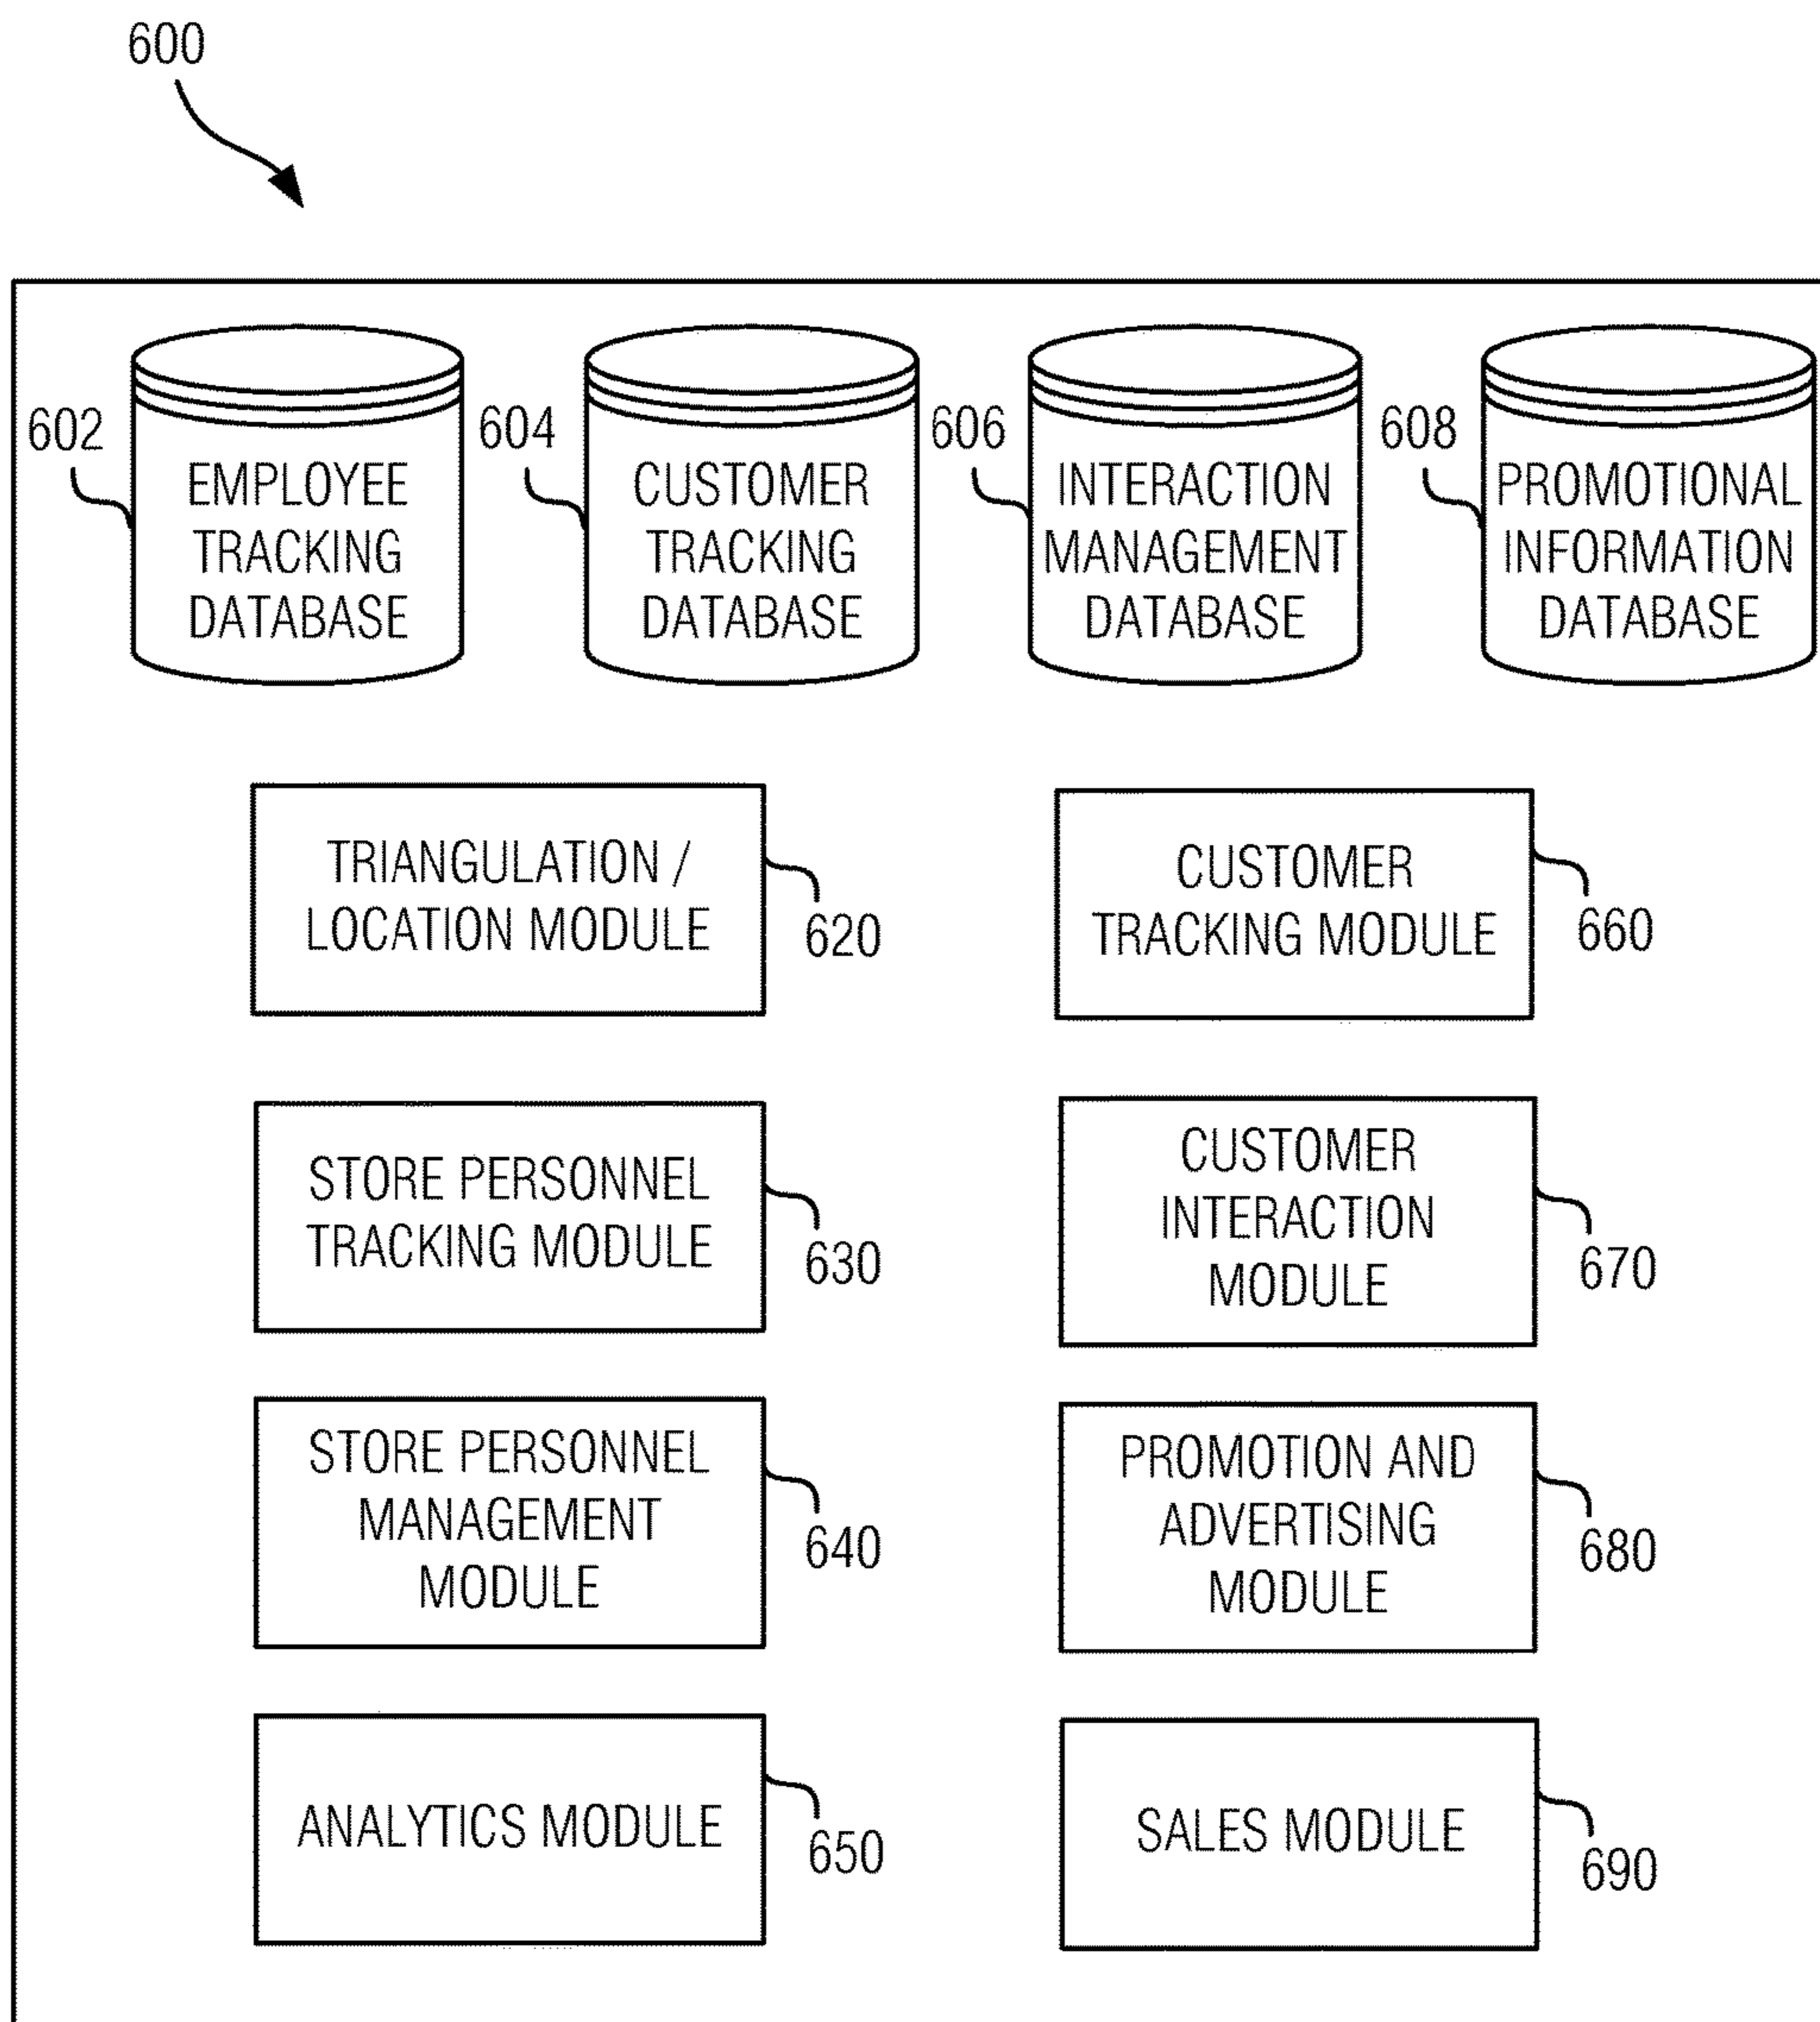 600
602
EMPLOYEE
TRACKING
DATABASE
604
CUSTOMER
TRACKING
DATABASE
606
INTERACTION
MANAGEMENT
DATABASE
608
PROMOTIONAL
INFORMATION
DATABASE
TRIANGULATION /
LOCATION MODULE
620
CUSTOMER
TRACKING MODULE
660
STORE PERSONNEL
TRACKING MODULE
630
CUSTOMER
INTERACTION
MODULE
670
STORE PERSONNEL
MANAGEMENT
MODULE
640
PROMOTION AND
ADVERTISING
MODULE
680
ANALYTICS MODULE
650
SALES MODULE
690